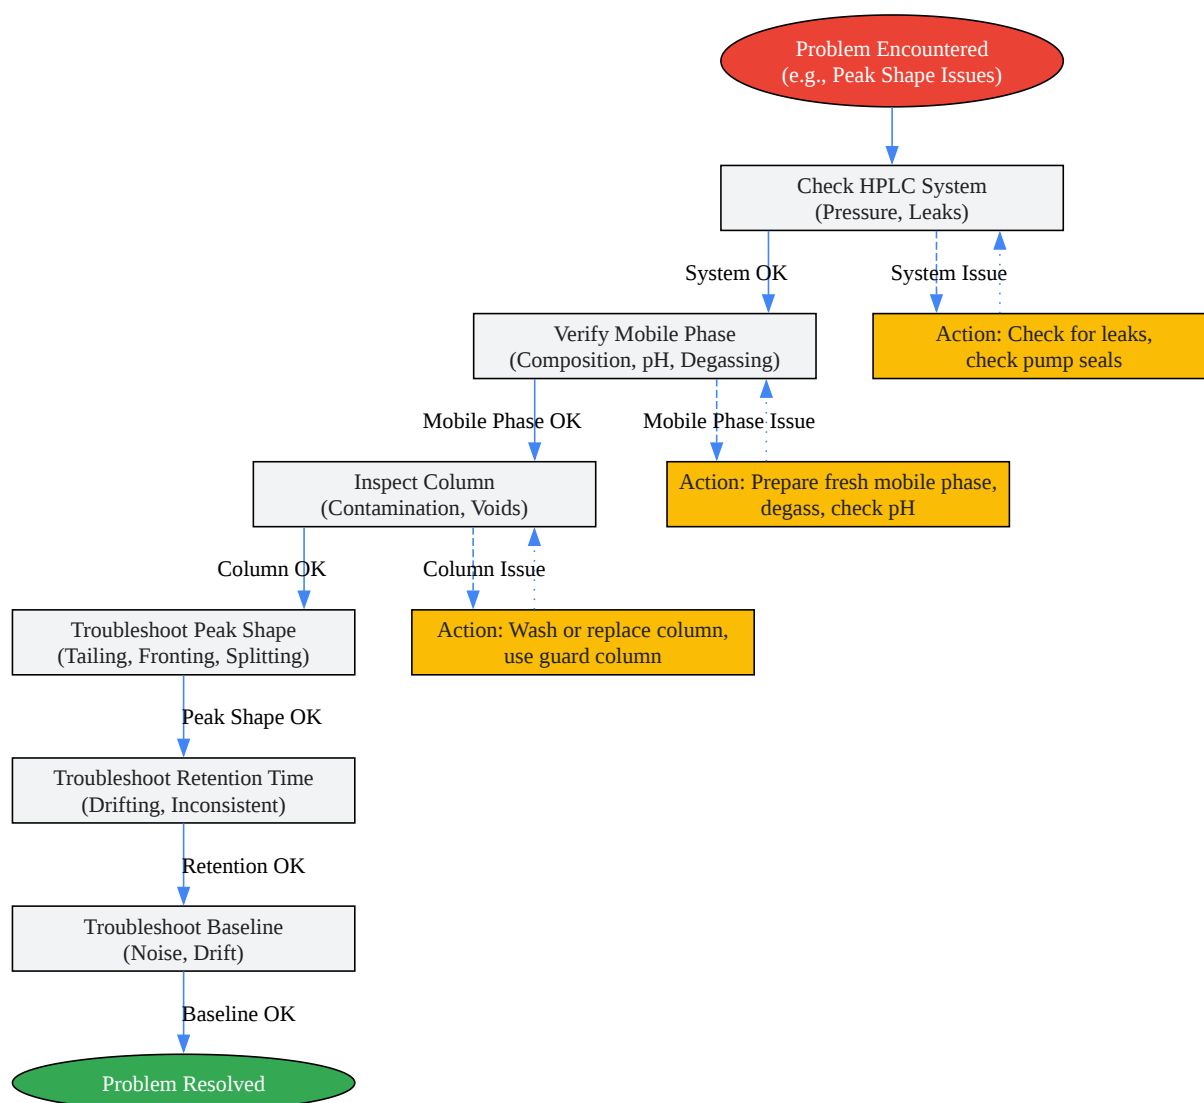 Problem Encountered
(e.g., Peak Shape Issues)
Check HPLC System
(Pressure, Leaks)
System OK
System Issue
Verify Mobile Phase
(Composition, pH, Degassing)
Action: Check for leaks,
check pump seals
Mobile Phase OK
Mobile Phase Issue
Inspect Column
(Contamination, Voids)
Action: Prepare fresh mobile phase,
degass, check pH
Column OK
Column Issue
Troubleshoot Peak Shape
(Tailing, Fronting, Splitting)
Action: Wash or replace column,
use guard column
Peak Shape OK
Troubleshoot Retention Time
(Drifting, Inconsistent)
Retention OK
Troubleshoot Baseline
(Noise, Drift)
Baseline OK
Problem Resolved